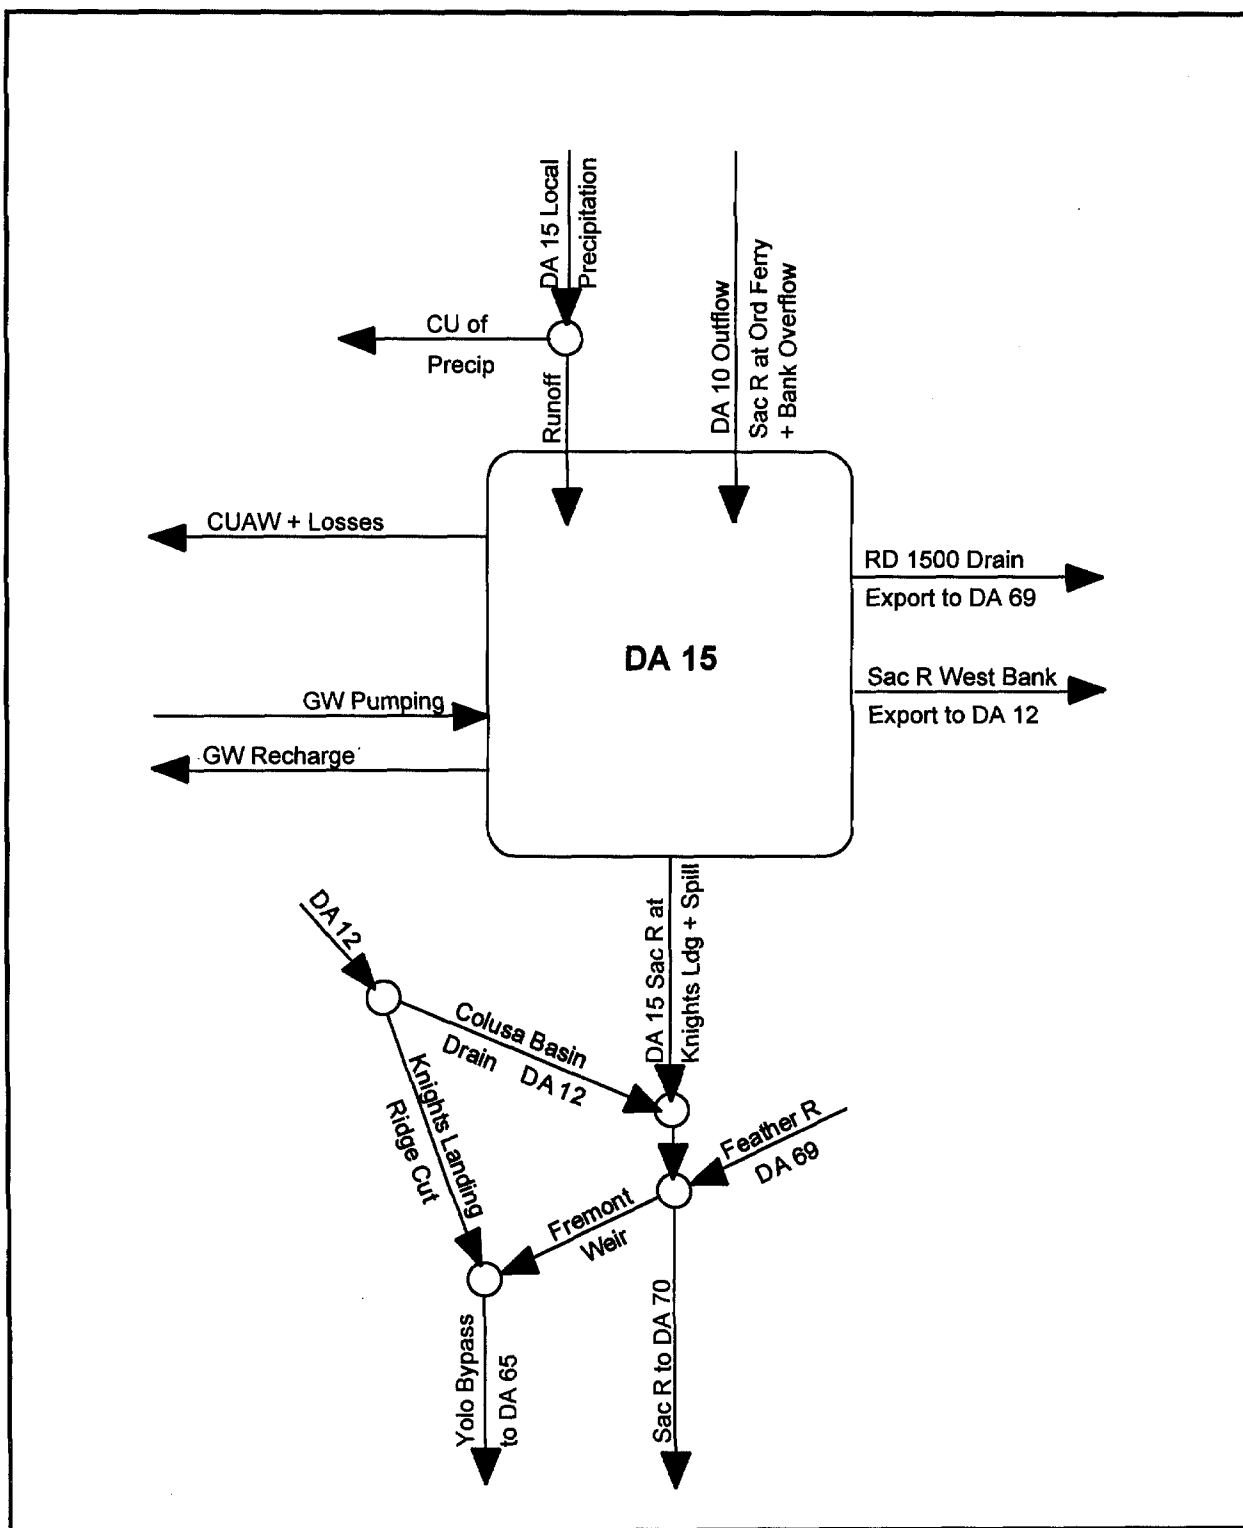 DA 15 Local
Precipitation
DA 10 Outflow
Sac R at Ord Ferry
+ Bank Overflow
CU of
Precip
Runoff
CUAW + Losses
RD 1500 Drain
Export to DA 69
DA 15
Sac R West Bank
Export to DA 12
GW Pumping
GW Recharge
DA 12
DA 15 Sac R at
Knights Ldg + Spill
Colusa Basin
Drain DA 12
Knights Landing
Ridge Cut
Feather R
DA 69
Fremont
Weir
Yolo Bypass
to DA 65
Sac R to DA 70